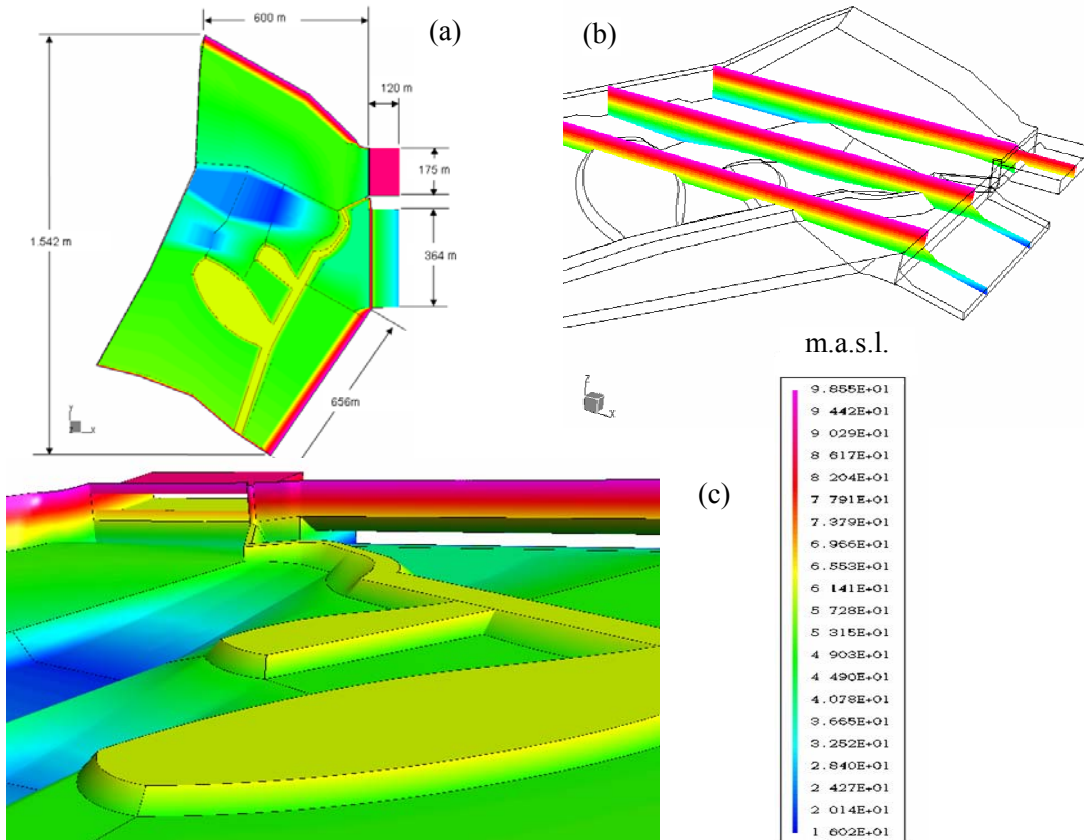 600 m
(a)
(b)
120 m
175 m
1.542 m
364 m
656m
Y
X
Z
X
m.a.s.l.
(c)
9.855E+01
9 442E+01
9 029E+01
8 617E+01
8 204E+01
7 791E+01
7.379E+01
6.966E+01
6.553E+01
6 141E+01
5 728E+01
5 315E+01
4 903E+01
4 490E+01
4.078E+01
3.665E+01
3.252E+01
2 840E+01
2 427E+01
2 014E+01
1 602E+01